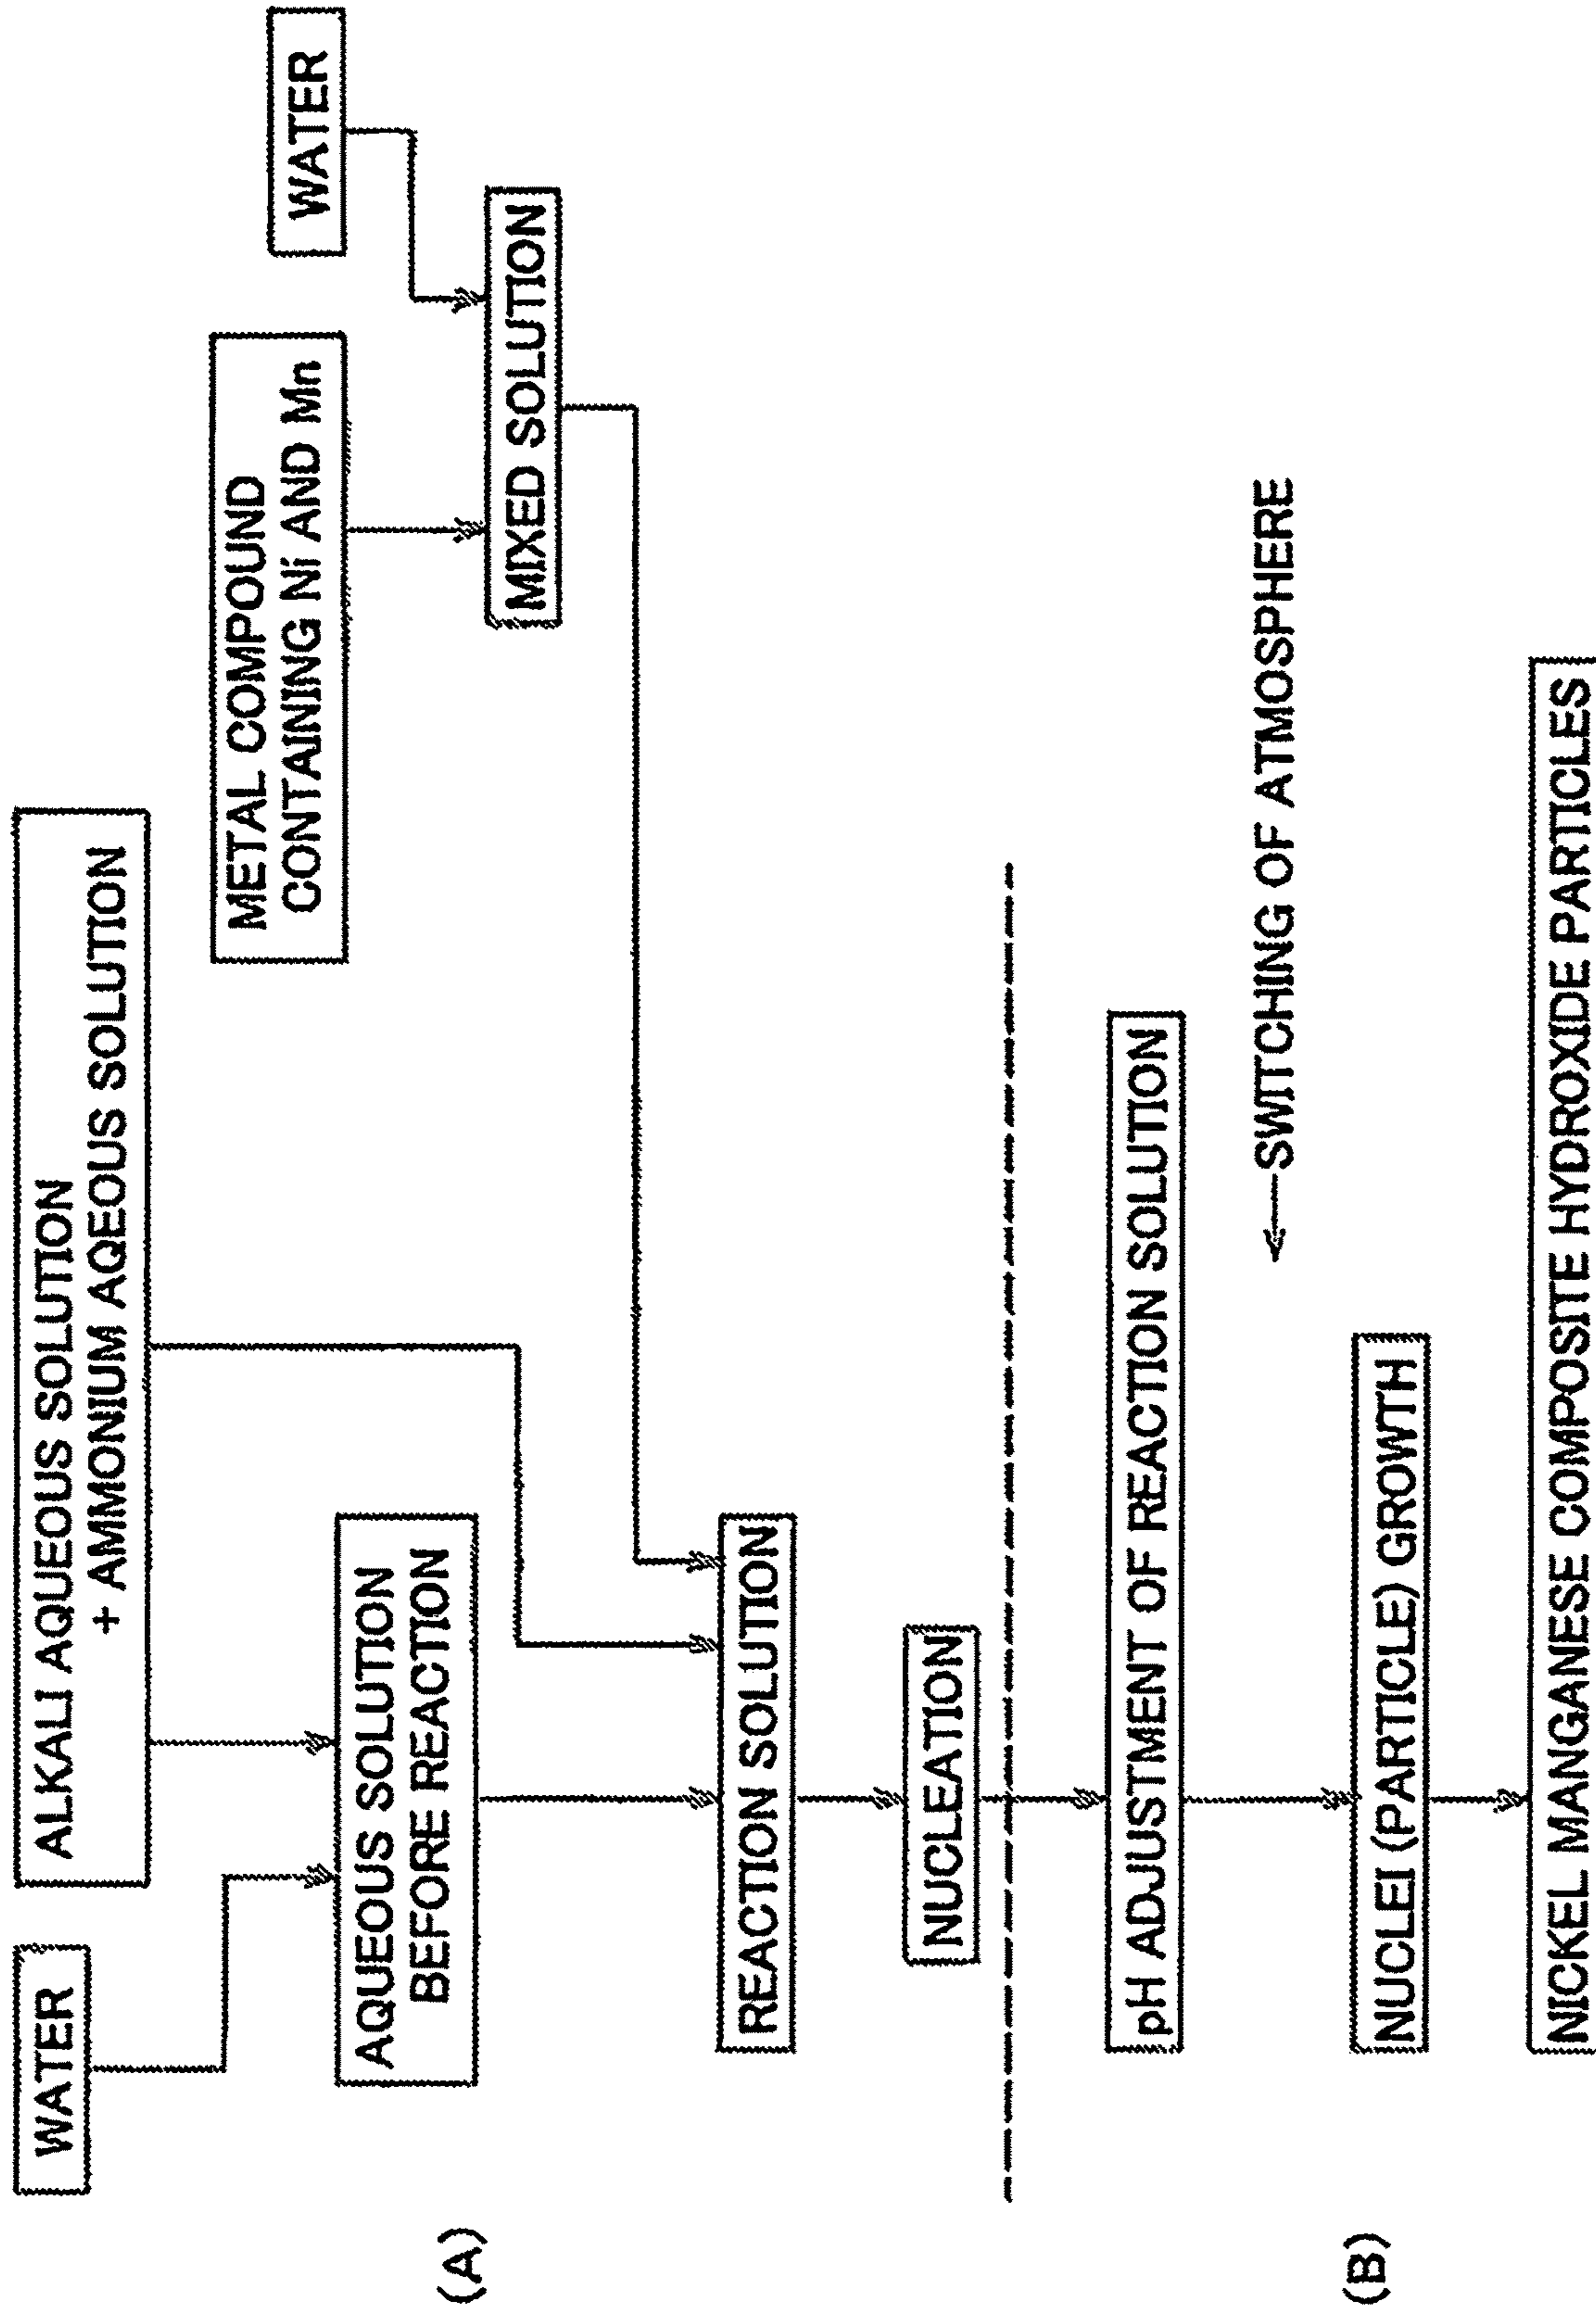 WATER
ALKALI AQUEOUS SOLUTION
+ AMMONIUM AQEOUS SOLUTION
METAL COMPOUND
CONTAINING Ni AND Mn
WATER
(A)
AQUEOUS SOLUTION
BEFORE REACTION
MIXED SOLUTION
REACTION SOLUTION
NUCLEATION
pH ADJUSTMENT OF REACTION SOLUTION
SWITCHING OF ATMOSPHERE
(B)
NUCLEI (PARTICLE) GROWTH
NICKEL MANGANESE COMPOSITE HYDROXIDE PARTICLES